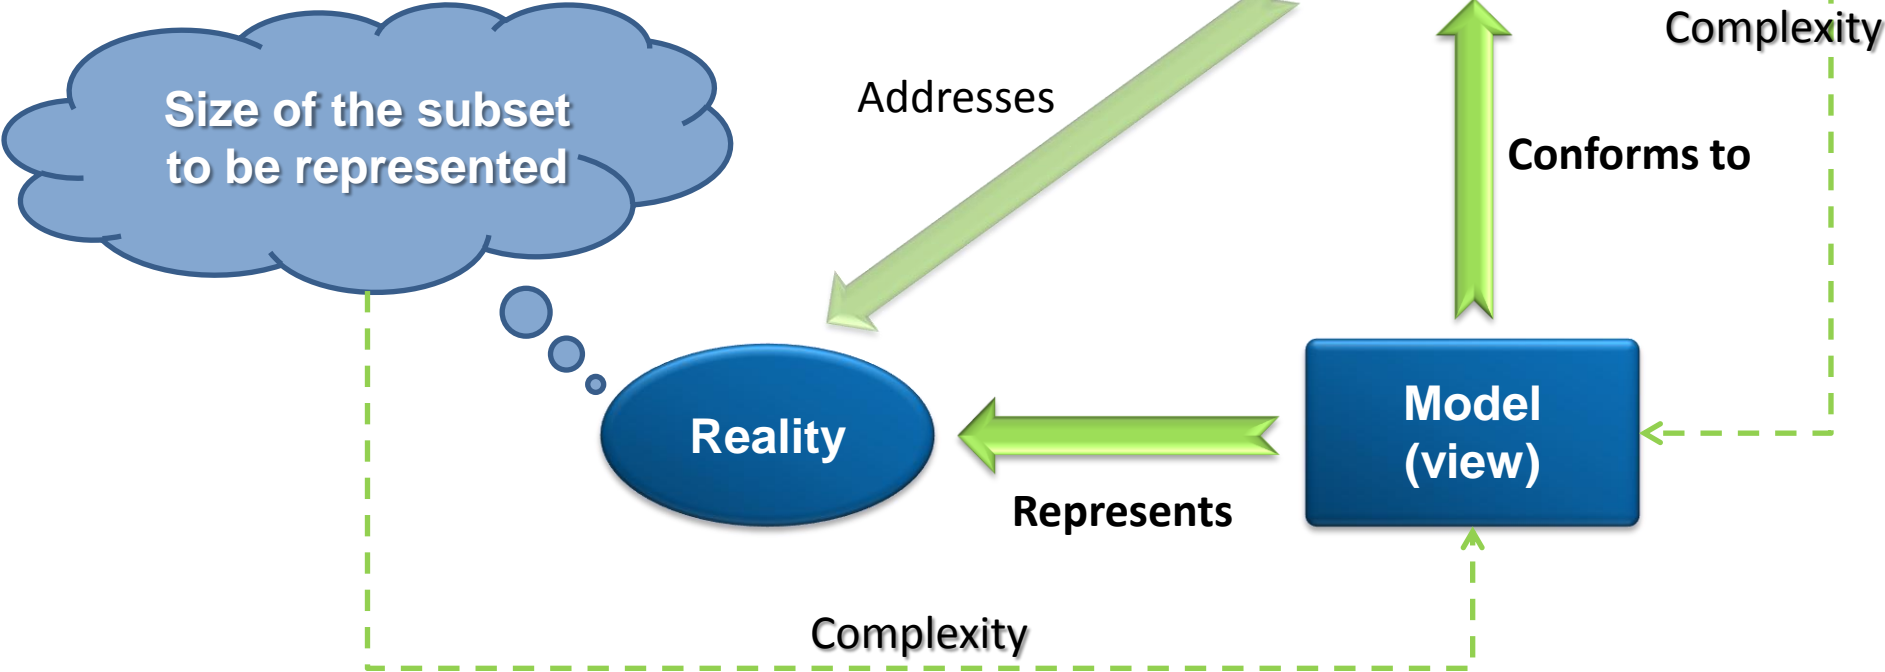 Complexity
Size of the subset
to be represented
Addresses
Conforms to
Reality
Model
(view)
Represents
Complexity